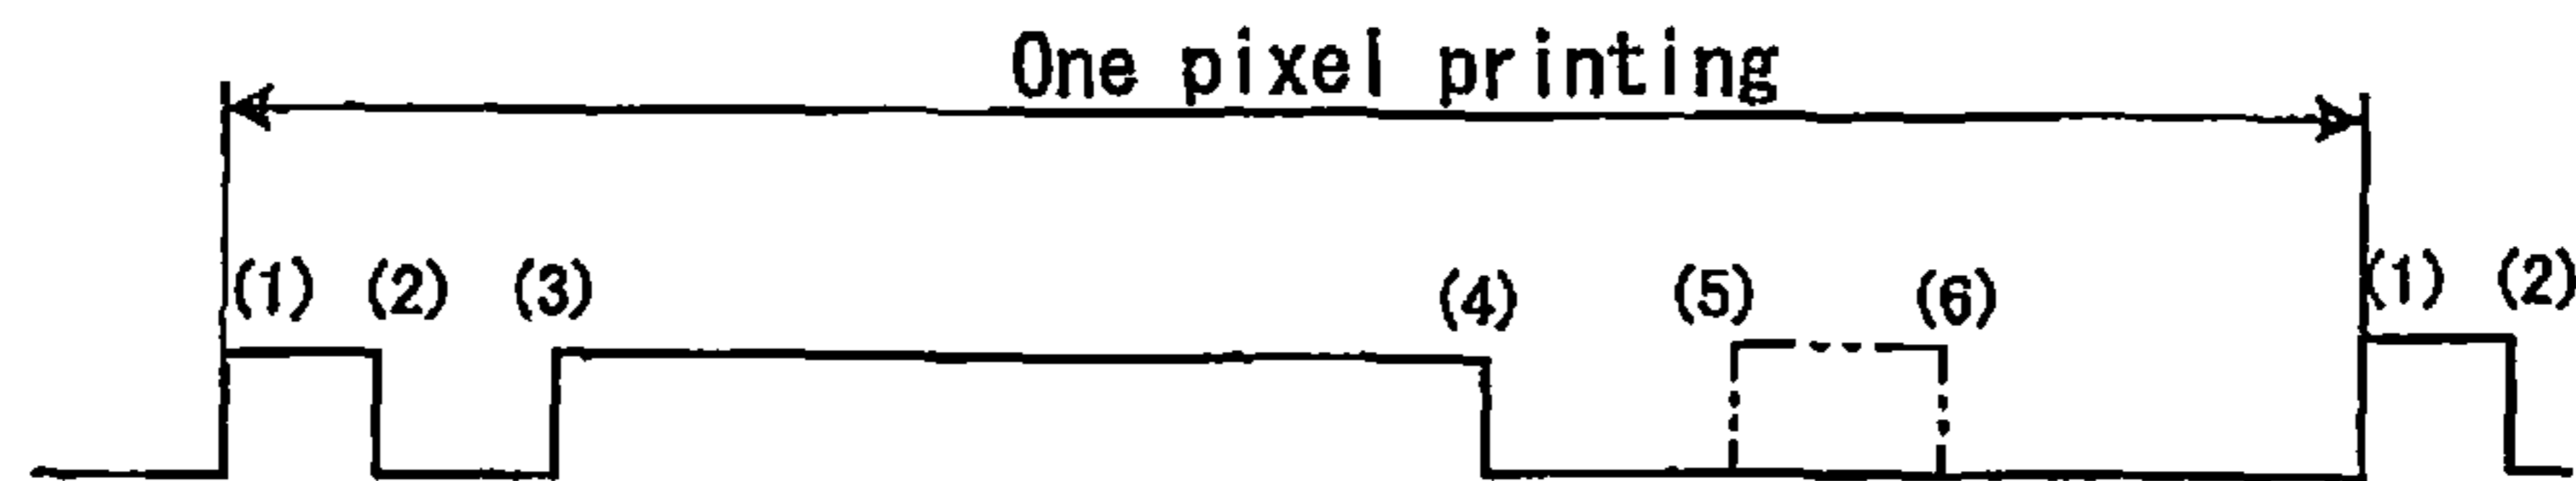 One pixel printing
(1) (2) (3) (4) (5) (6) (1) (2)